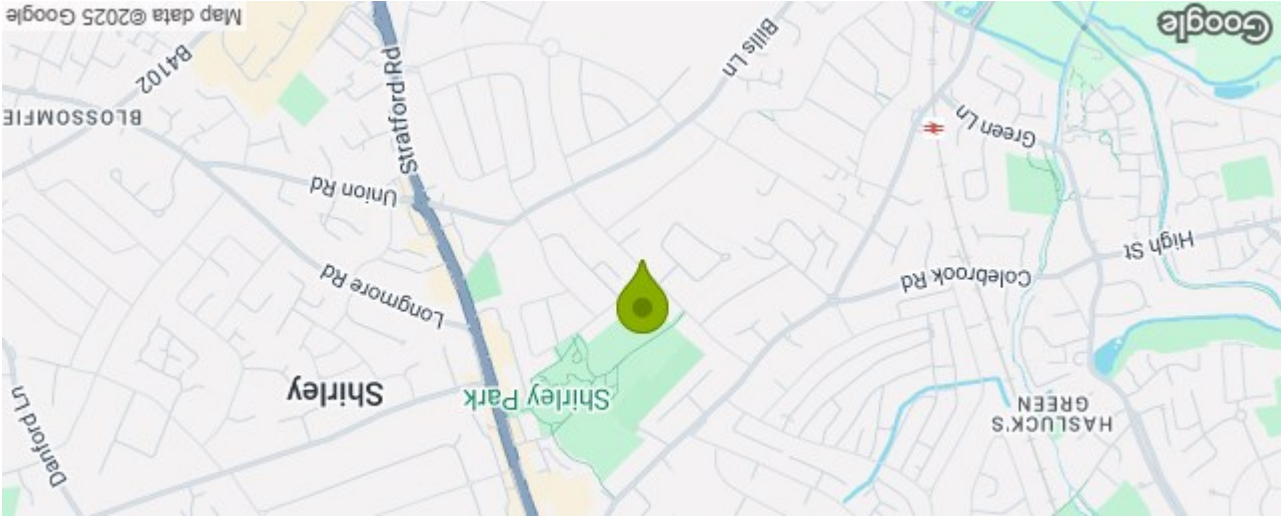 Map data ©2025 Google
Google
B4102
Stratford Rd
Bills Ln
BLOSSOMFIE
Green Ln
Union Rd
High St
Colebrook Rd
Longmore Rd
Shirley
Shirley Park
HASLUCK'S
GREEN
Danford Ln